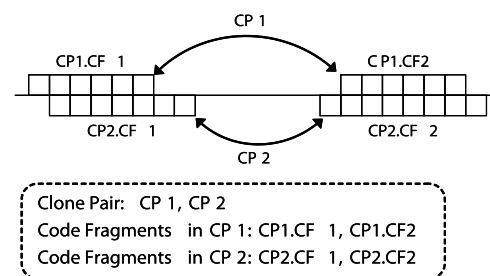 CP 1
CP1.CF 1
C P1.CF2
CP2.CF 1
CP2.CF 2
CP 2
Clone Pair: CP 1, CP 2
Code Fragments in CP 1: CP1.CF 1, CP1.CF2
Code Fragments in CP 2: CP2.CF 1, CP2.CF2